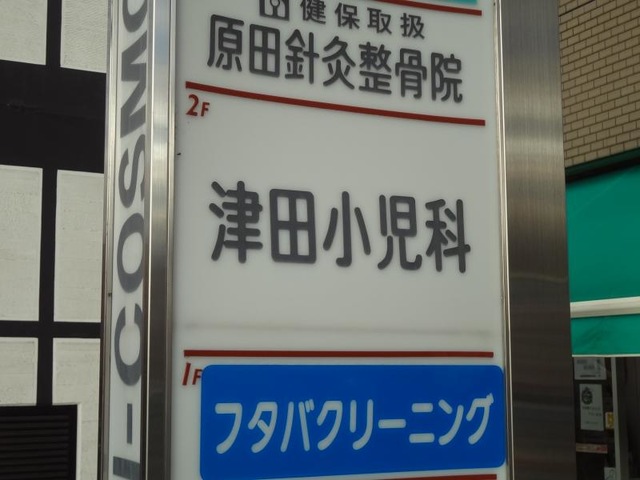 健保取扱
原田針灸整骨院
2F
津田小児科
1F
フタバクリーニング
I-COSMO